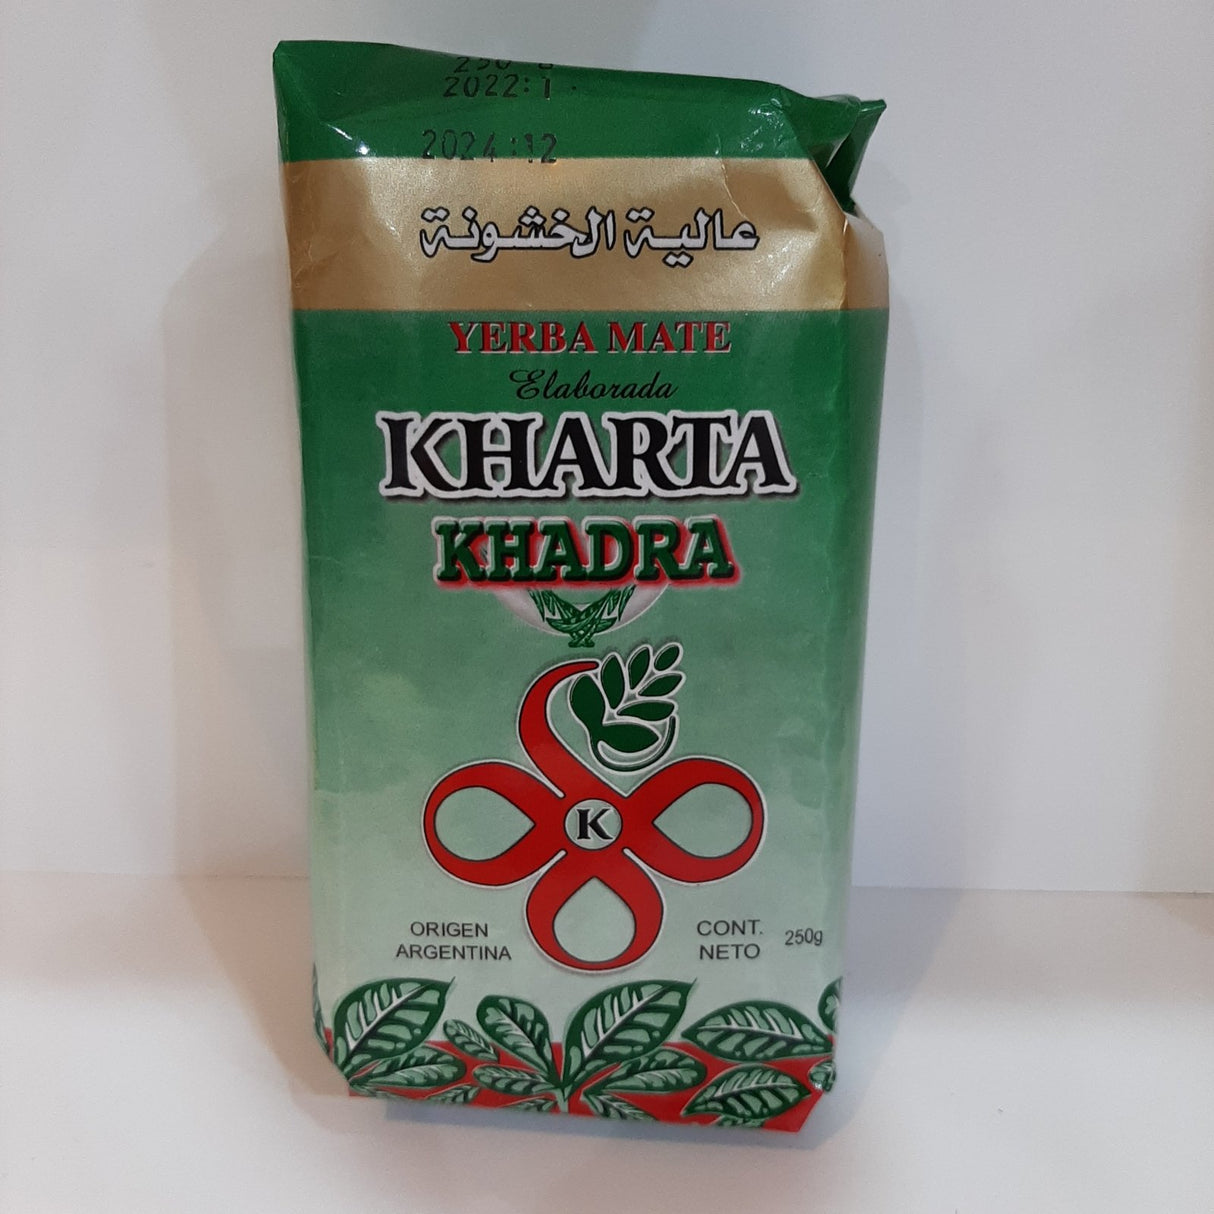 2022:1
2024:12
عالية الخشونة
YERBA MATE
Elaborada
KHARTA
KHADRA
K
ORIGEN
ARGENTINA
CONT.
NETO
250g